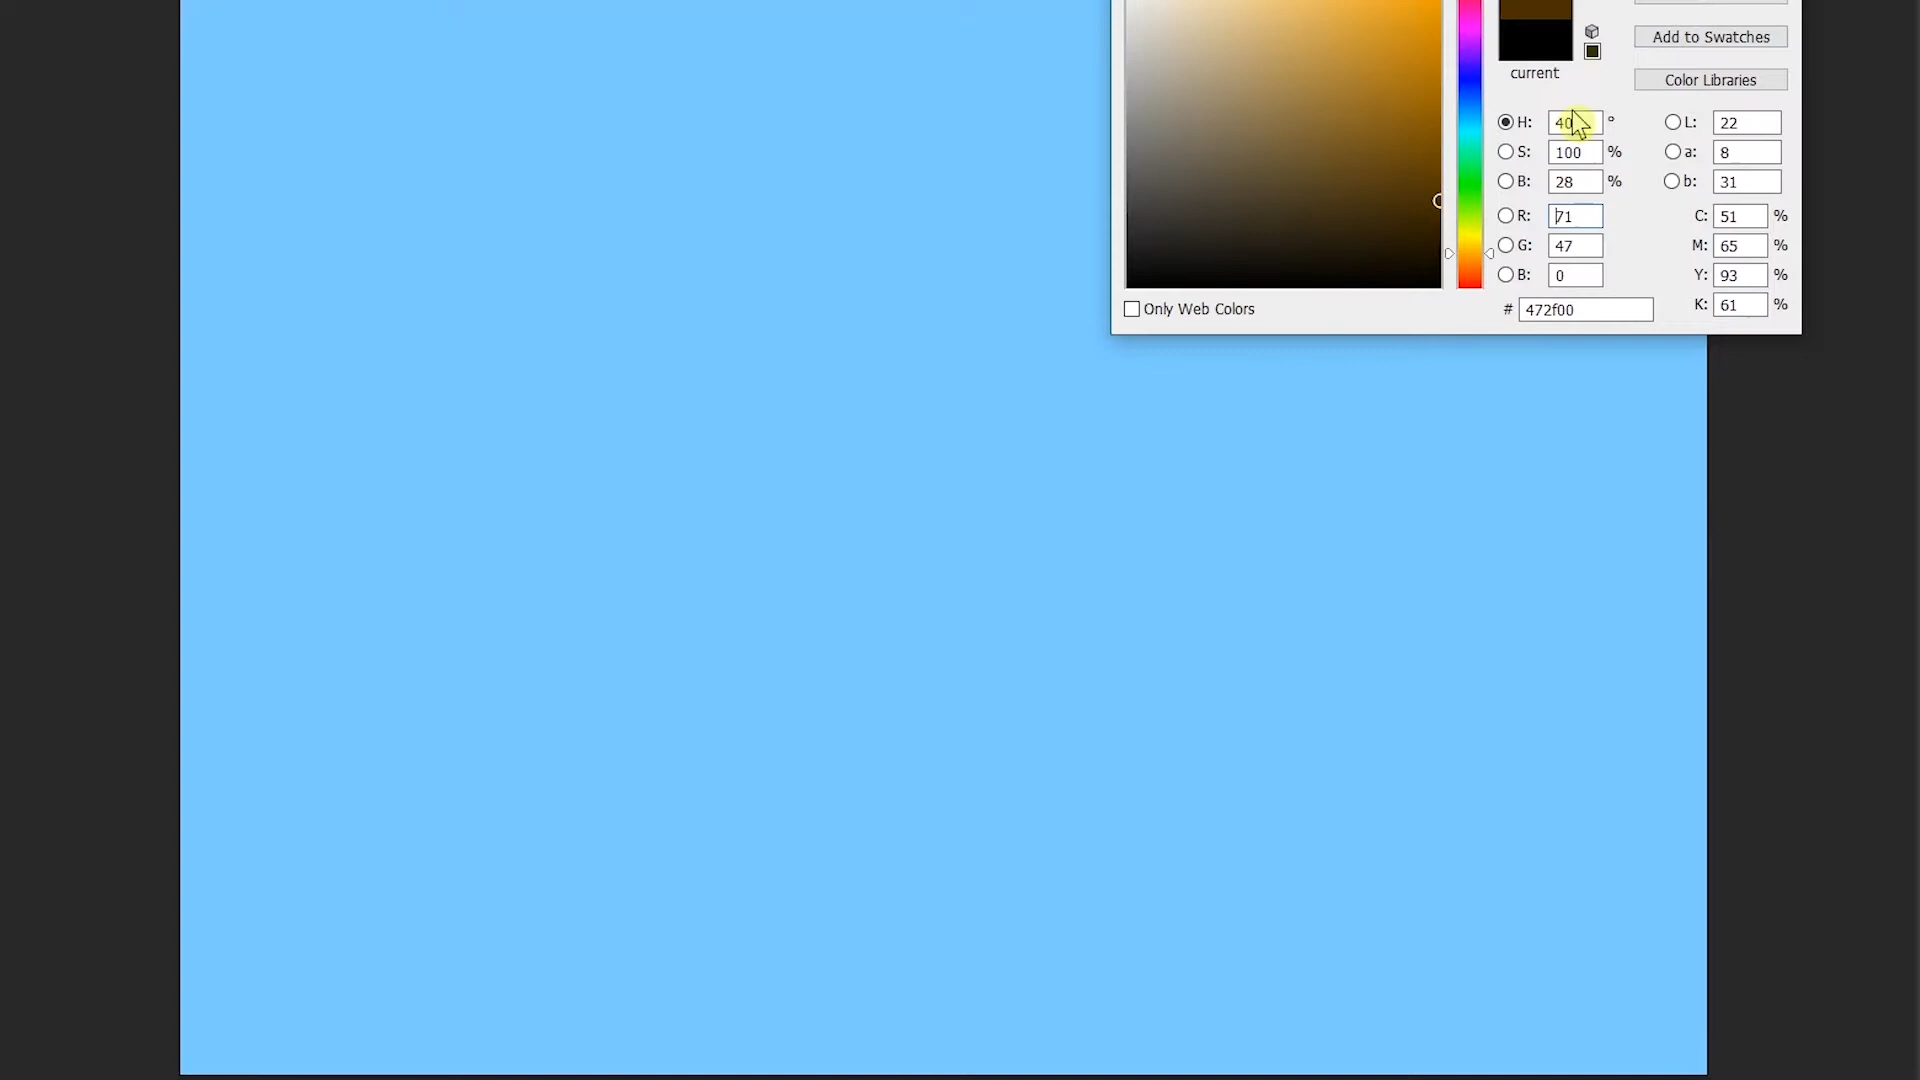 Add to Swatches
current
Color Libraries
H: 40 ° L: 22
S: 100 % a: 8
B: 28 % b: 31
R: 71 C: 51 %
G: 47 M: 65 %
B: 0 Y: 93 %
Only Web Colors # 472f00 K: 61 %